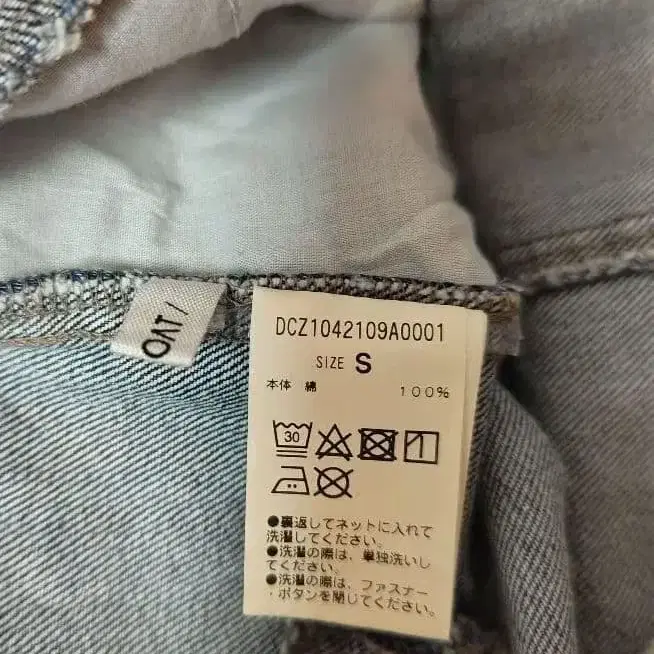 DCZ1042109A0001
SIZE S
本体 綿 100%
30
●裏返してネットに入れて
洗濯してください。
●洗濯の際は、単独洗いし
てください。
●洗濯の際は、ファスナー
・ボタンを閉じてください。